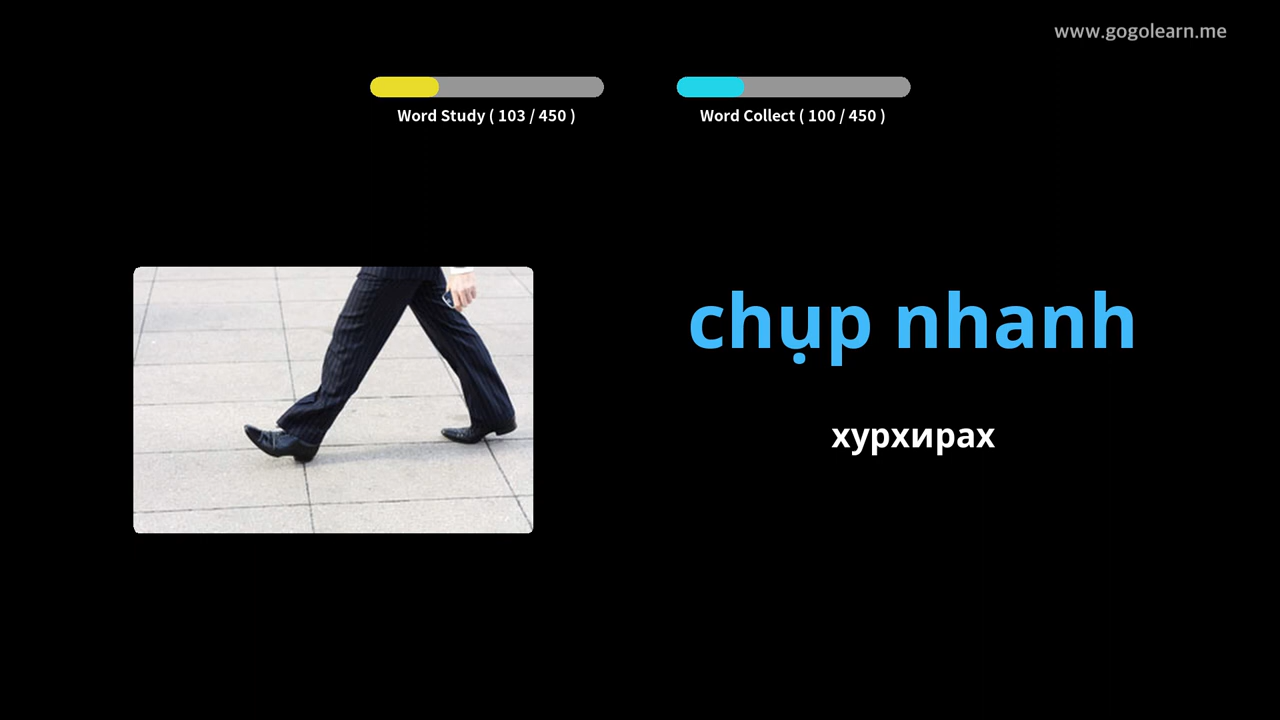 www.gogolearn.me
Word Study ( 103 / 450 )
Word Collect ( 100 / 450 )
chụp nhanh
хурхирах